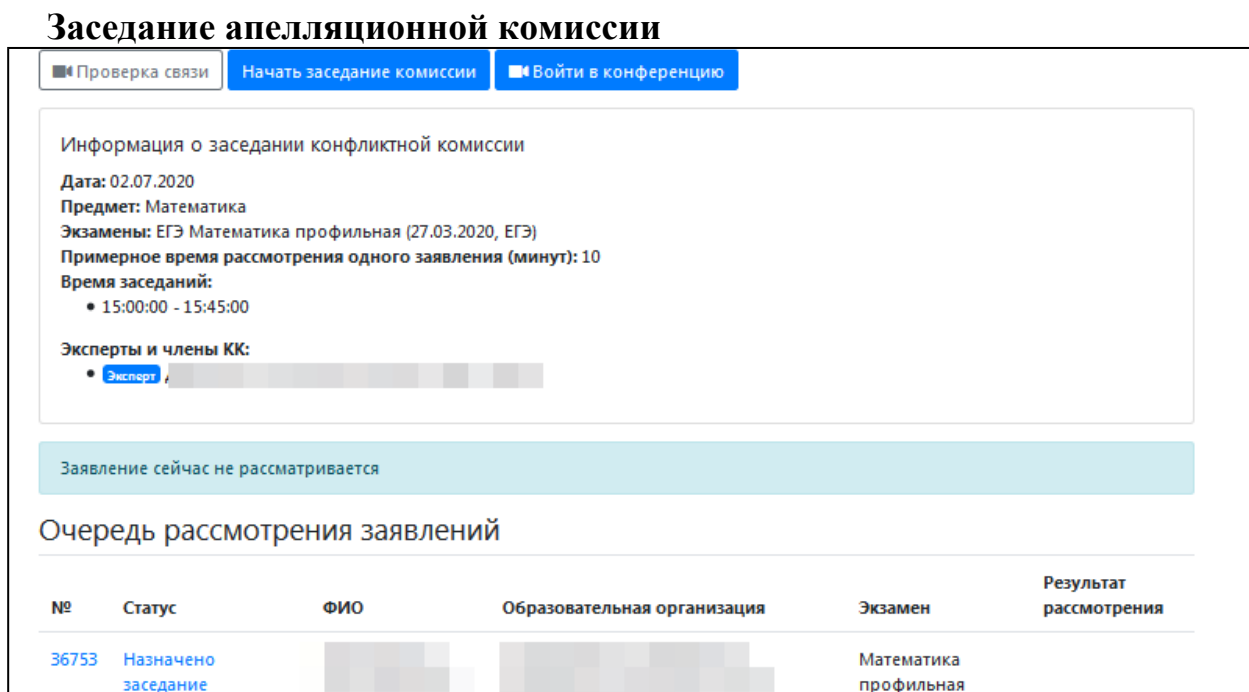 Заседание апелляционной комиссии
Проверка связи Начать заседание комиссии Войти в конференцию
Информация о заседании конфликтной комиссии
Дата: 02.07.2020
Предмет: Математика
Экзамены: ЕГЭ Математика профильная (27.03.2020, ЕГЭ)
Примерное время рассмотрения одного заявления (минут): 10
Время заседаний:
• 15:00:00 - 15:45:00
Эксперты и члены КК:
• Эксперт
Заявление сейчас не рассматривается
Очередь рассмотрения заявлений
№ Статус ФИО Образовательная организация Экзамен Результат рассмотрения
36753 Назначено Математика
заседание профильная